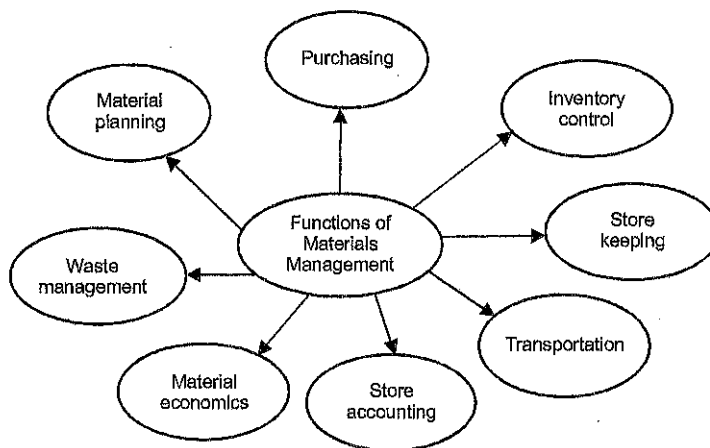 Purchasing
Material
planning
Inventory
control
Functions of
Materials
Management
Store
keeping
Waste
management
Transportation
Material
economics
Store
accounting